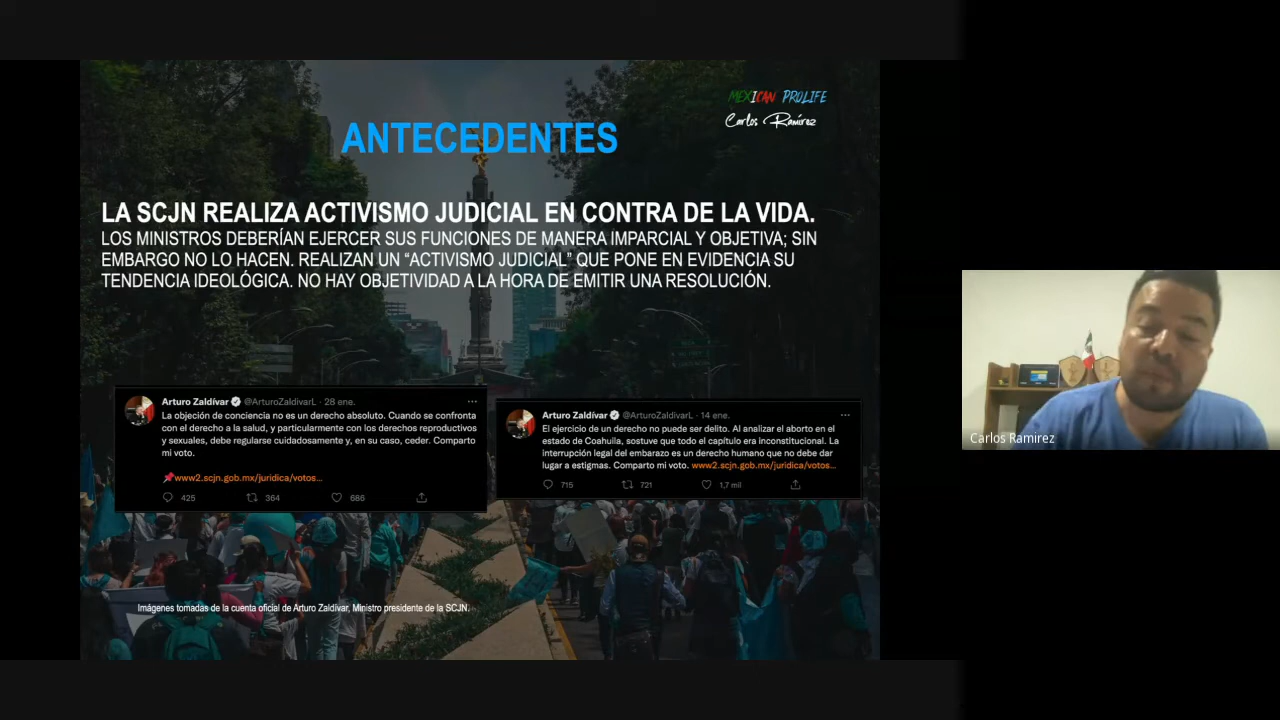 MEXICAN PROLIFE
Carlos Ramírez
ANTECEDENTES
LA SCJN REALIZA ACTIVISMO JUDICIAL EN CONTRA DE LA VIDA.
LOS MINISTROS DEBERÍAN EJERCER SUS FUNCIONES DE MANERA IMPARCIAL Y OBJETIVA; SIN
EMBARGO NO LO HACEN. REALIZAN UN “ACTIVISMO JUDICIAL” QUE PONE EN EVIDENCIA SU
TENDENCIA IDEOLÓGICA. NO HAY OBJETIVIDAD A LA HORA DE EMITIR UNA RESOLUCIÓN.
Arturo Zaldívar @ArturoZaldivarL · 28 ene.
La objeción de conciencia no es un derecho absoluto. Cuando se confronta
con el derecho a la salud, y particularmente con los derechos reproductivos
y sexuales, debe regularse cuidadosamente y, en su caso, ceder. Comparto
mi voto.
www2.scjn.gob.mx/juridica/votos...
425 364 686
Arturo Zaldívar @ArturoZaldivarL · 14 ene.
El ejercicio de un derecho no puede ser delito. Al analizar el aborto en el
estado de Coahuila, sostuve que todo el capítulo era inconstitucional. La
interrupción legal del embarazo es un derecho humano que no debe dar
lugar a estigmas. Comparto mi voto. www2.scjn.gob.mx/juridica/votos...
715 721 1,7 mil
Imágenes tomadas de la cuenta oficial de Arturo Zaldivar, Ministro presidente de la SCJN.
Carlos Ramirez